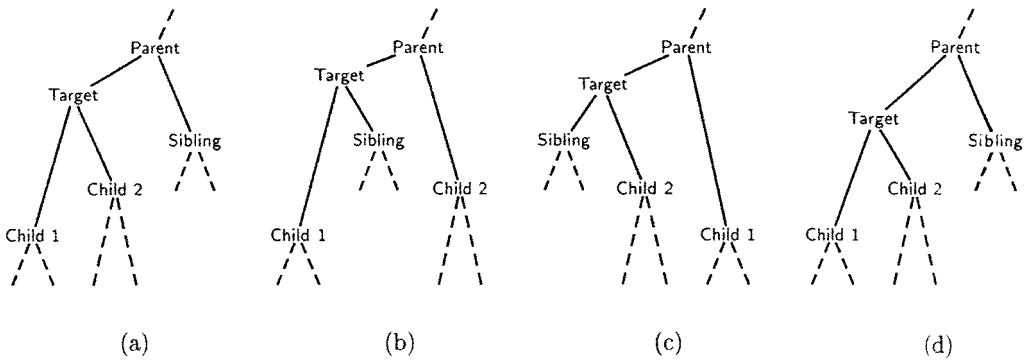 Parent
Target
Sibling
Child 2
Child 1
(a)
Parent
Target
Sibling
Child 2
Child 1
(b)
Parent
Target
Sibling
Child 2
Child 1
(c)
Parent
Target
Sibling
Child 2
Child 1
(d)